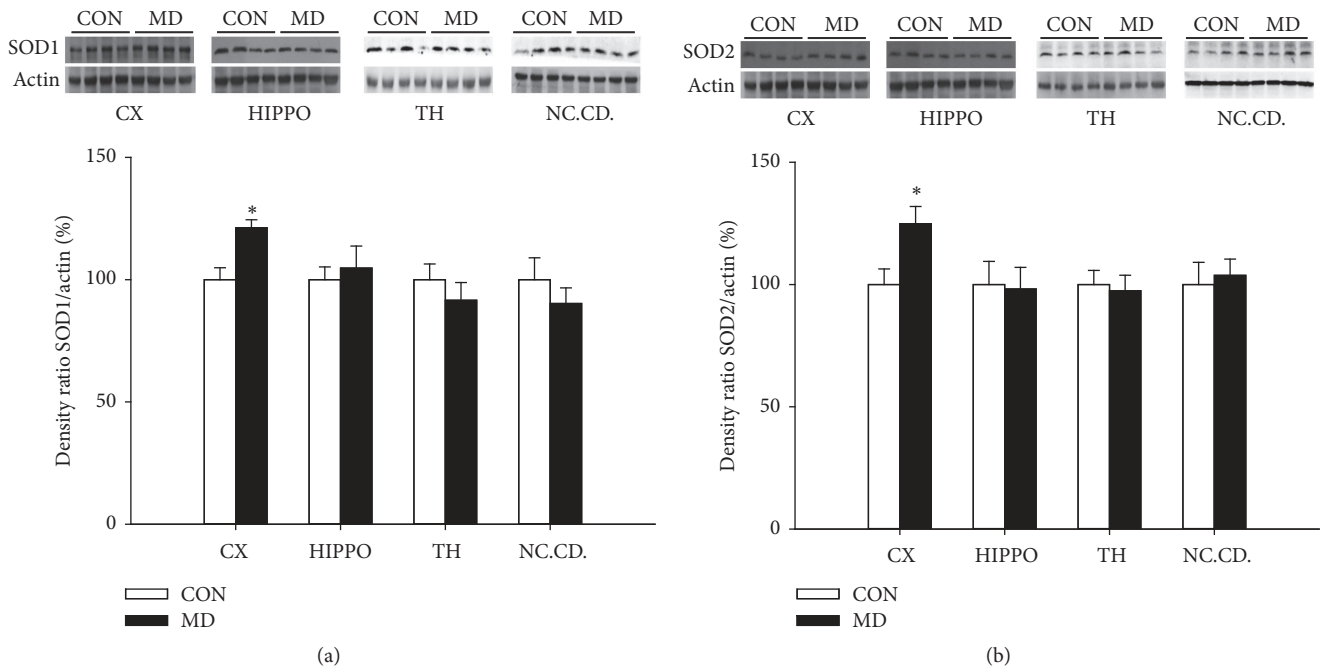 CON MD CON MD CON MD CON MD
SOD1
Actin
CX HIPPO TH NC.CD.
150
100
50
0
Density ratio SOD1/actin (%)
*
CX HIPPO TH NC.CD.
CON
MD
(a)
CON MD CON MD CON MD CON MD
SOD2
Actin
CX HIPPO TH NC.CD.
150
100
50
0
Density ratio SOD2/actin (%)
*
CX HIPPO TH NC.CD.
CON
MD
(b)